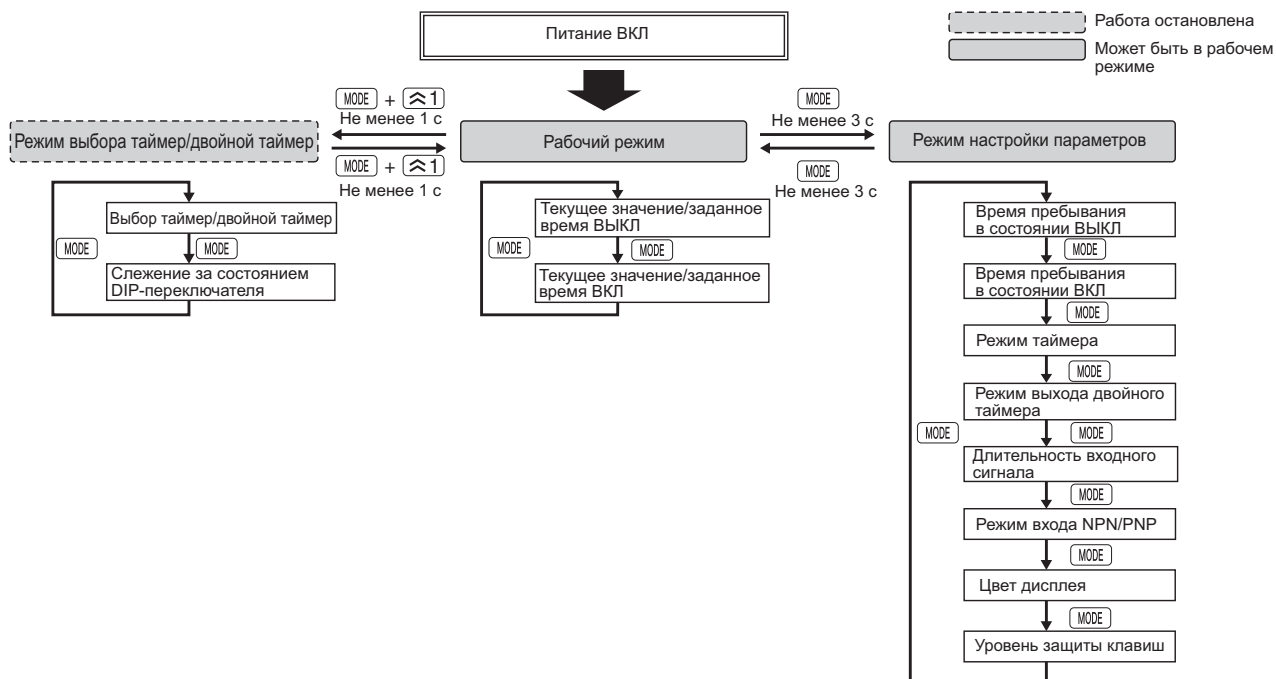 Питание ВКЛ
Работа остановлена
Может быть в рабочем
режиме
MODE + 1
Не менее 1 с
MODE
Не менее 3 с
Режим выбора таймер/двойной таймер
Рабочий режим
Режим настройки параметров
MODE + 1
Не менее 1 с
MODE
Не менее 3 с
Выбор таймер/двойной таймер
MODE
MODE
Слежение за состоянием
DIP-переключателя
Текущее значение/заданное
время ВЫКЛ
MODE
MODE
Текущее значение/заданное
время ВКЛ
Время пребывания
в состоянии ВЫКЛ
MODE
Время пребывания
в состоянии ВКЛ
MODE
Режим таймера
MODE
Режим выхода двойного
таймера
MODE
MODE
Длительность входного
сигнала
MODE
Режим входа NPN/PNP
MODE
Цвет дисплея
MODE
Уровень защиты клавиш